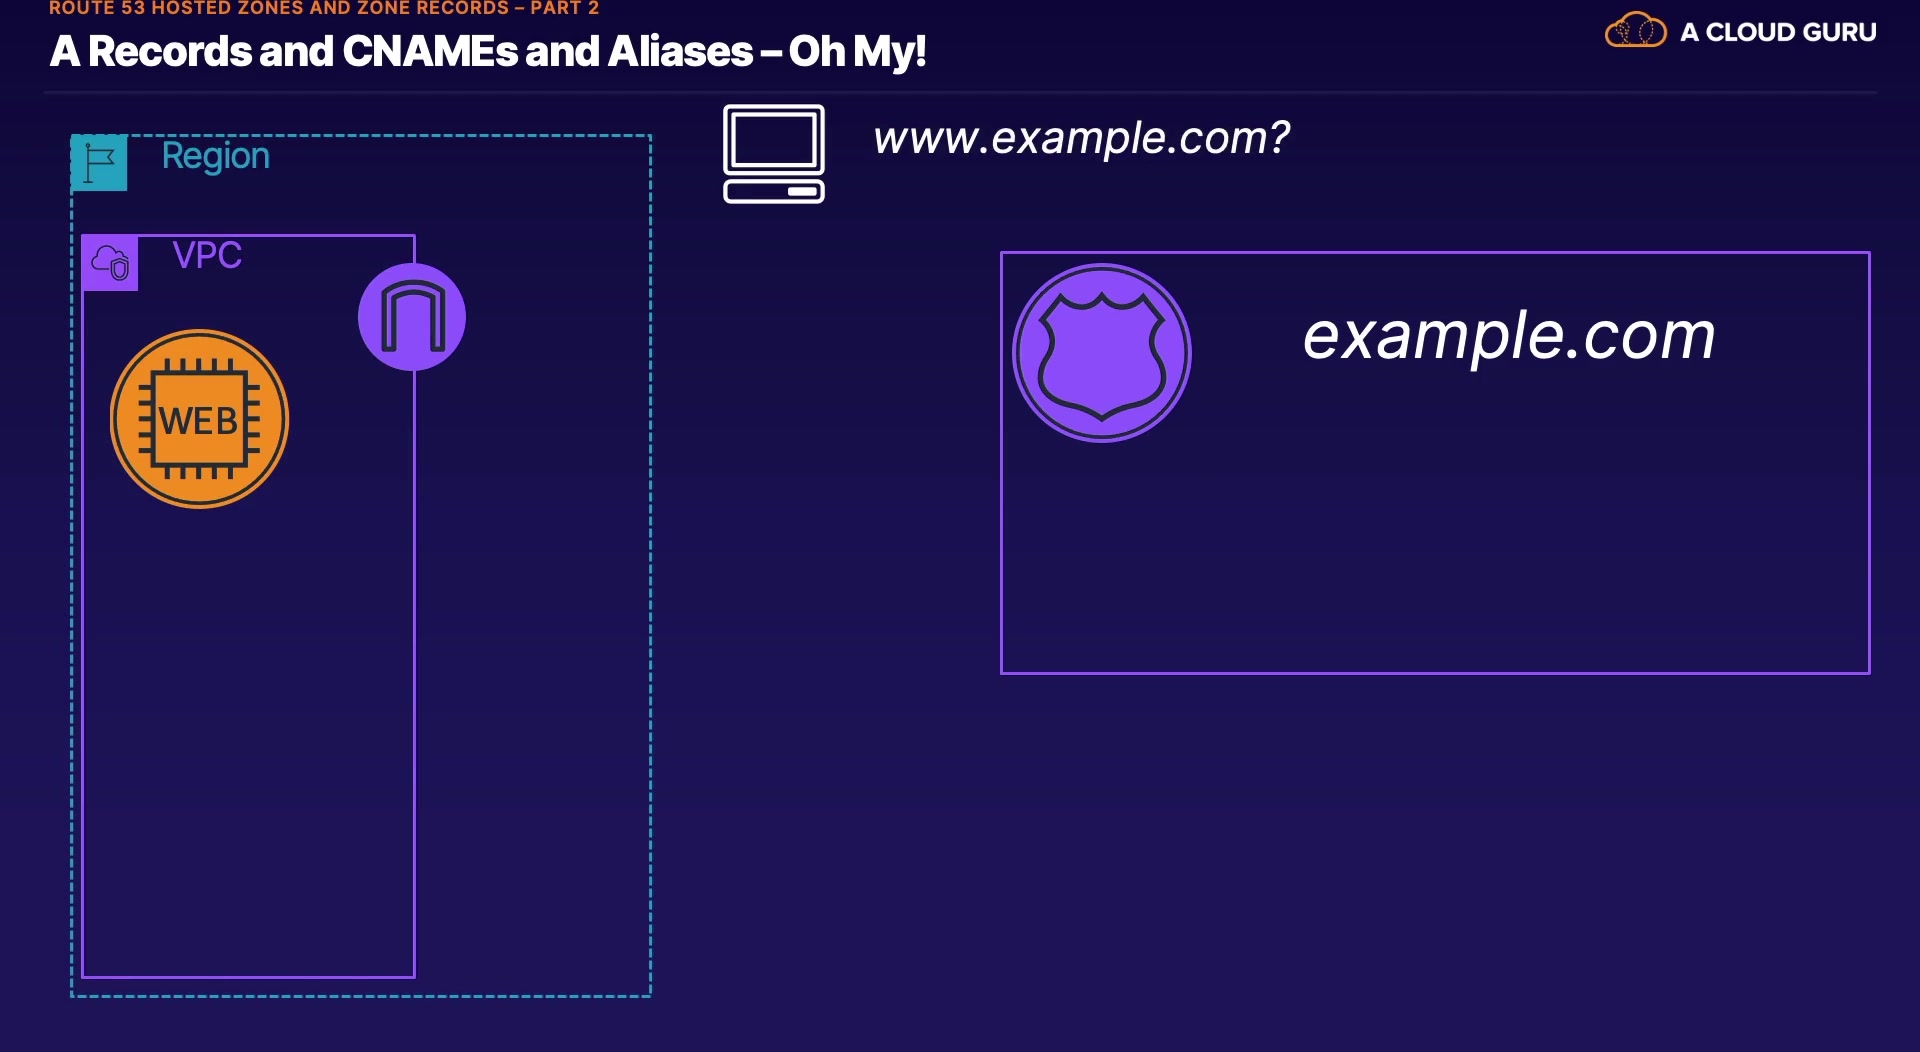 ROUTE 53 HOSTED ZONES AND ZONE RECORDS – PART 2
A Records and CNAMEs and Aliases – Oh My!
A CLOUD GURU
Region
www.example.com?
VPC
WEB
example.com